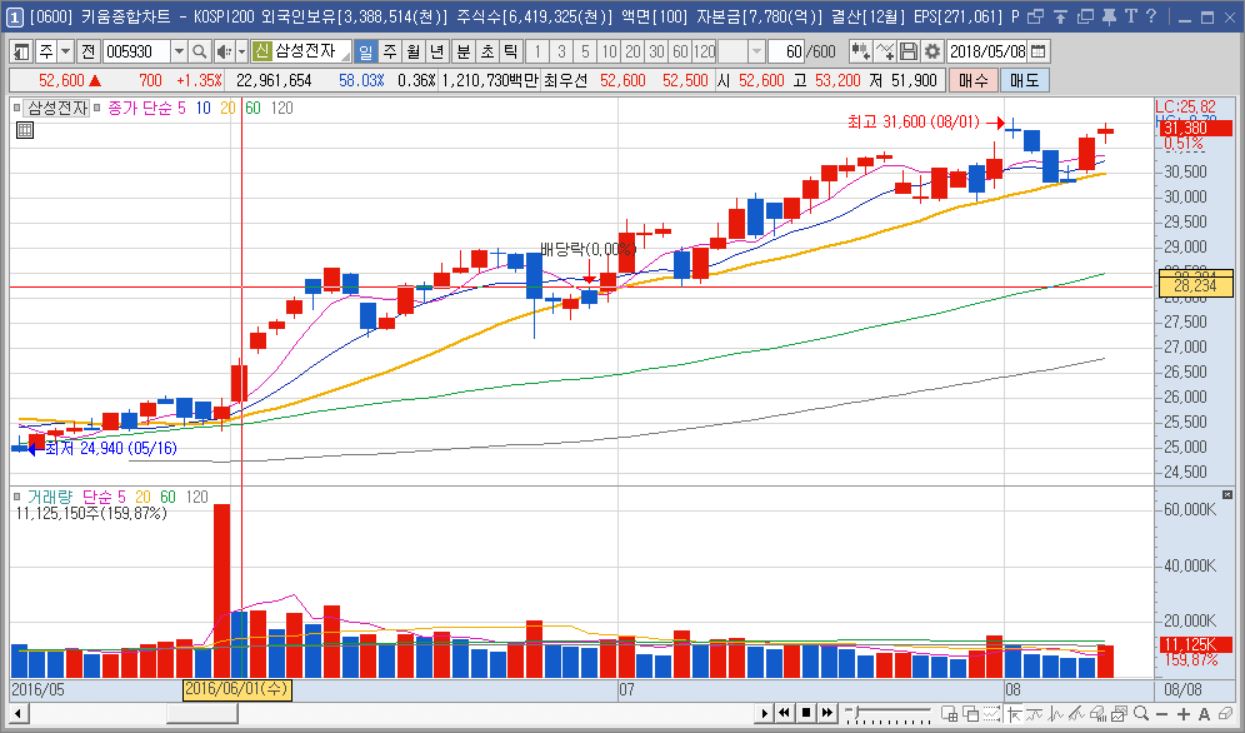 1 [0600] 키움종합차트 - KOSPI200 외국인보유[3,388,514(천)] 주식수[6,419,325(천)] 액면[100] 자본금[7,780(억)] 결산[12월] EPS[271,061] P T ?
주 전 005930 신 삼성전자 일 주 월 년 분 초 틱 1 3 5 10 20 30 60 120 60 /600 2018/05/08
52,600 ▲ 700 +1.35% 22,961,654 58.03% 0.36% 1,210,730백만 최우선 52,600 52,500 시 52,600 고 53,200 저 51,900 매수 매도
삼성전자 종가 단순 5 10 20 60 120
LC:25,82
최고 31,600 (08/01)
31,380
0.51%
30,500
30,000
29,500
배당락(0,00%)
29,000
28,234
28,000
27,500
27,000
26,500
26,000
25,500
최저 24,940 (05/16)
25,000
24,500
거래량 단순 5 20 60 120
11,125,150주(159,87%)
60,000K
40,000K
20,000K
11,125K
159,87%
2016/05 2016/06/01(수) 07 08 08/08
A